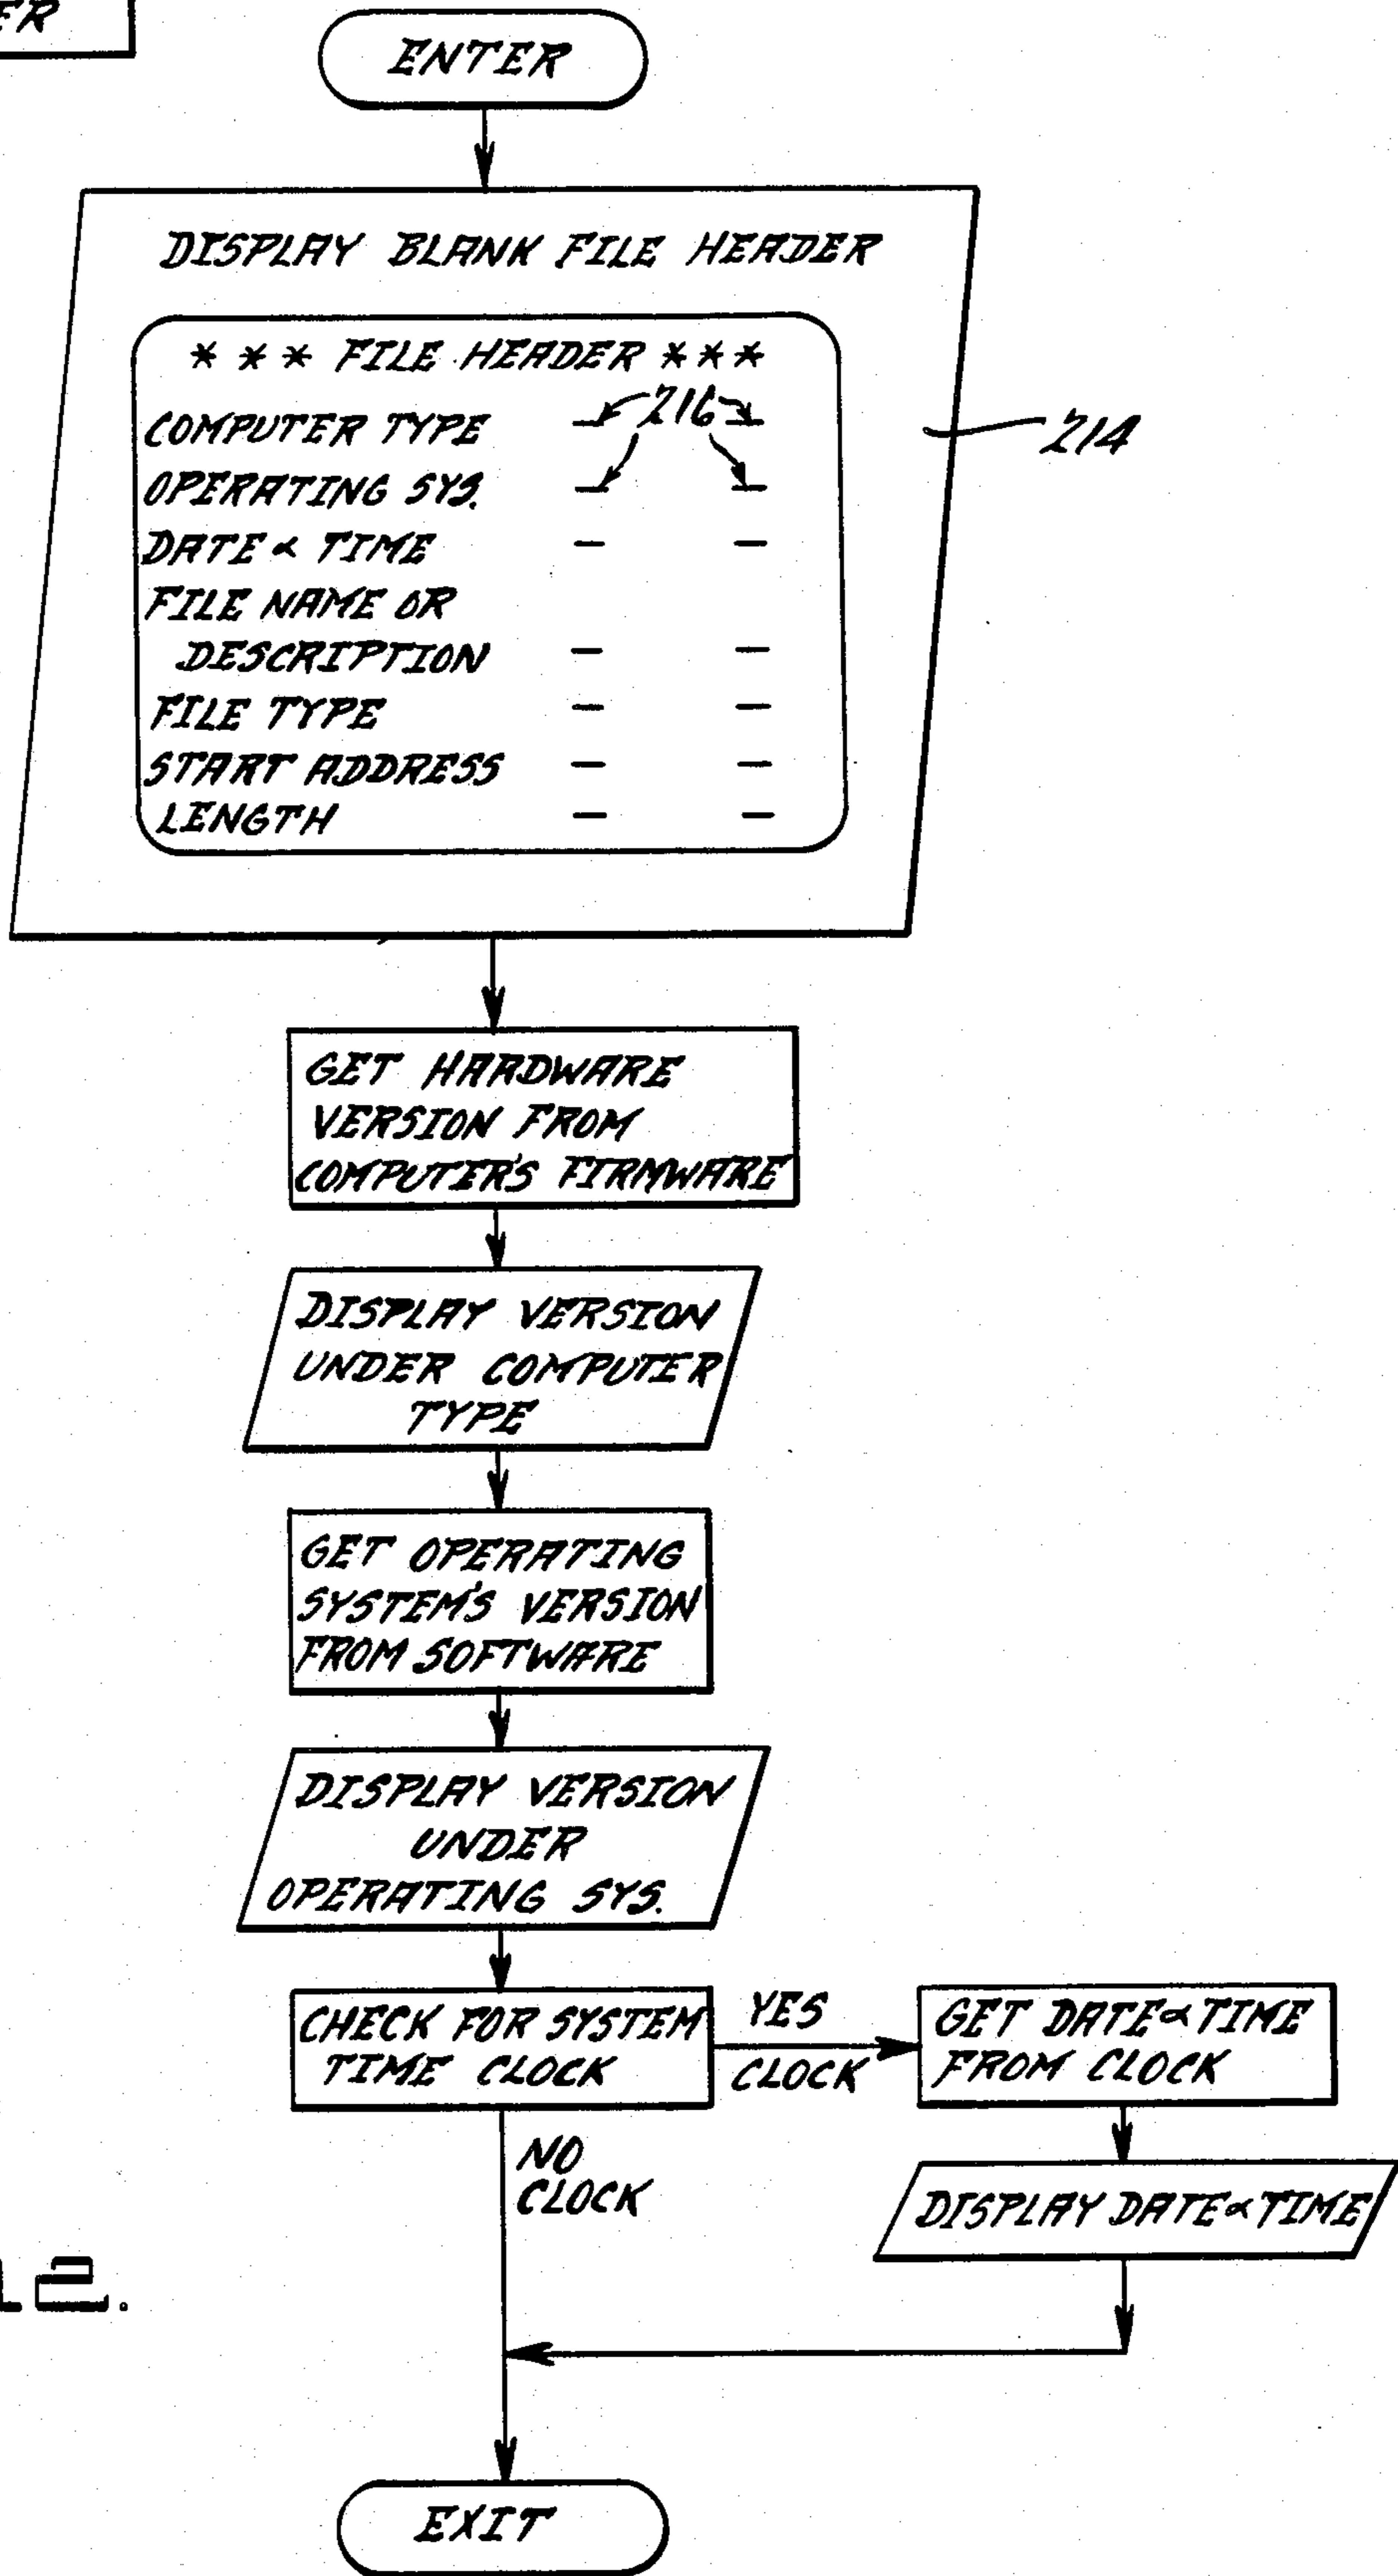 ER
ENTER
DISPLAY BLANK FILE HEADER
* * * FILE HEADER * * *
COMPUTER TYPE — 216 —
214
OPERATING SYS. — —
DATE & TIME — —
FILE NAME OR
DESCRIPTION — —
FILE TYPE — —
START ADDRESS — —
LENGTH — —
GET HARDWARE
VERSION FROM
COMPUTER'S FIRMWARE
DISPLAY VERSION
UNDER COMPUTER
TYPE
GET OPERATING
SYSTEM'S VERSION
FROM SOFTWARE
DISPLAY VERSION
UNDER
OPERATING SYS.
CHECK FOR SYSTEM
TIME CLOCK
YES
CLOCK
GET DATE & TIME
FROM CLOCK
NO
CLOCK
DISPLAY DATE & TIME
2.
EXIT